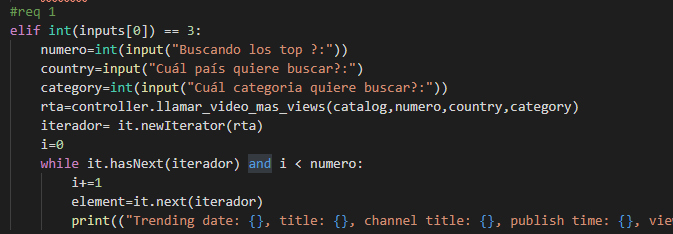 #req 1
elif int(inputs[0]) == 3:
numero=int(input("Buscando los top ?:"))
country=input("Cuál país quiere buscar?:")
category=int(input("Cuál categoria quiere buscar?:"))
rta=controller.llamar_video_mas_views(catalog,numero,country,category)
iterador= it.newIterator(rta)
i=0
while it.hasNext(iterador) and i < numero:
i+=1
element=it.next(iterador)
print(("Trending date: {}, title: {}, channel title: {}, publish time: {}, vie